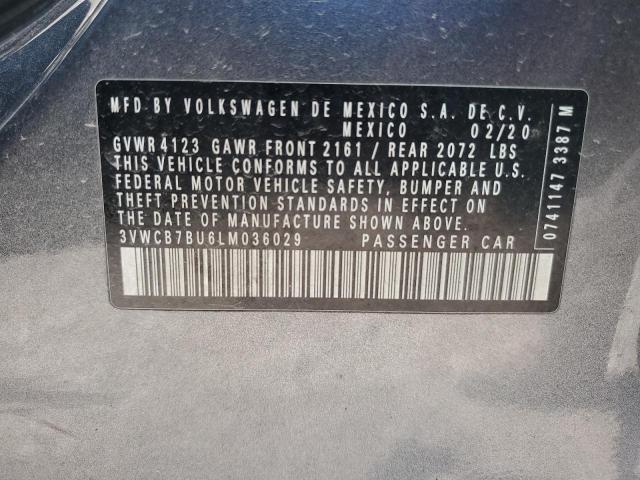 MFD BY VOLKSWAGEN DE MEXICO S.A. DE C.V.
MEXICO 02/20
GVWR 4123 GAWR FRONT 2161 / REAR 2072 LBS
THIS VEHICLE CONFORMS TO ALL APPLICABLE U.S.
FEDERAL MOTOR VEHICLE SAFETY, BUMPER AND
THEFT PREVENTION STANDARDS IN EFFECT ON
THE DATE OF MANUFACTURE SHOWN ABOVE.
3VWCB7BU6LM036029 PASSENGER CAR
0741147 3387 M